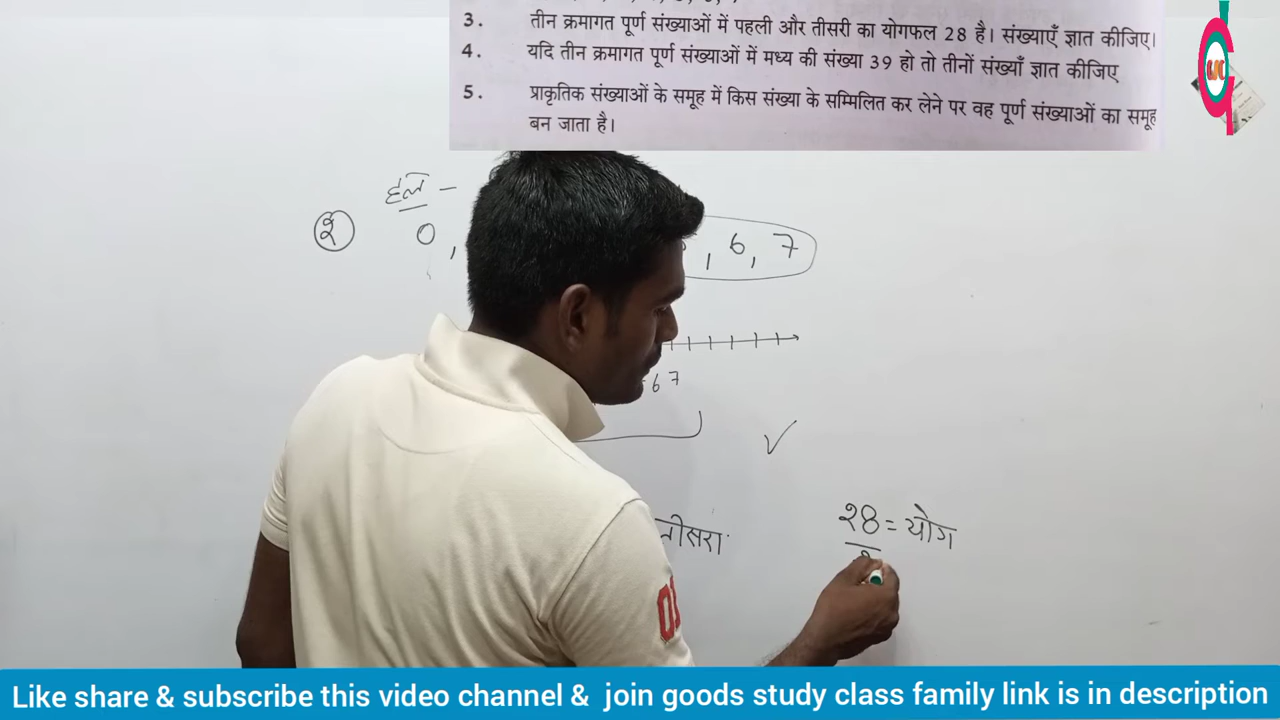 3. तीन क्रमागत पूर्ण संख्याओं में पहली और तीसरी का योगफल 28 है। संख्याएँ ज्ञात कीजिए।
4. यदि तीन क्रमागत पूर्ण संख्याओं में मध्य की संख्या 39 हो तो तीनों संख्याँ ज्ञात कीजिए
5. प्राकृतिक संख्याओं के समूह में किस संख्या के सम्मिलित कर लेने पर वह पूर्ण संख्याओं का समूह
बन जाता है।
हल –
२ 0 , , 6, 7
6 7
तीसरा
२8 = योग
Like share & subscribe this video channel & join goods study class family link is in description